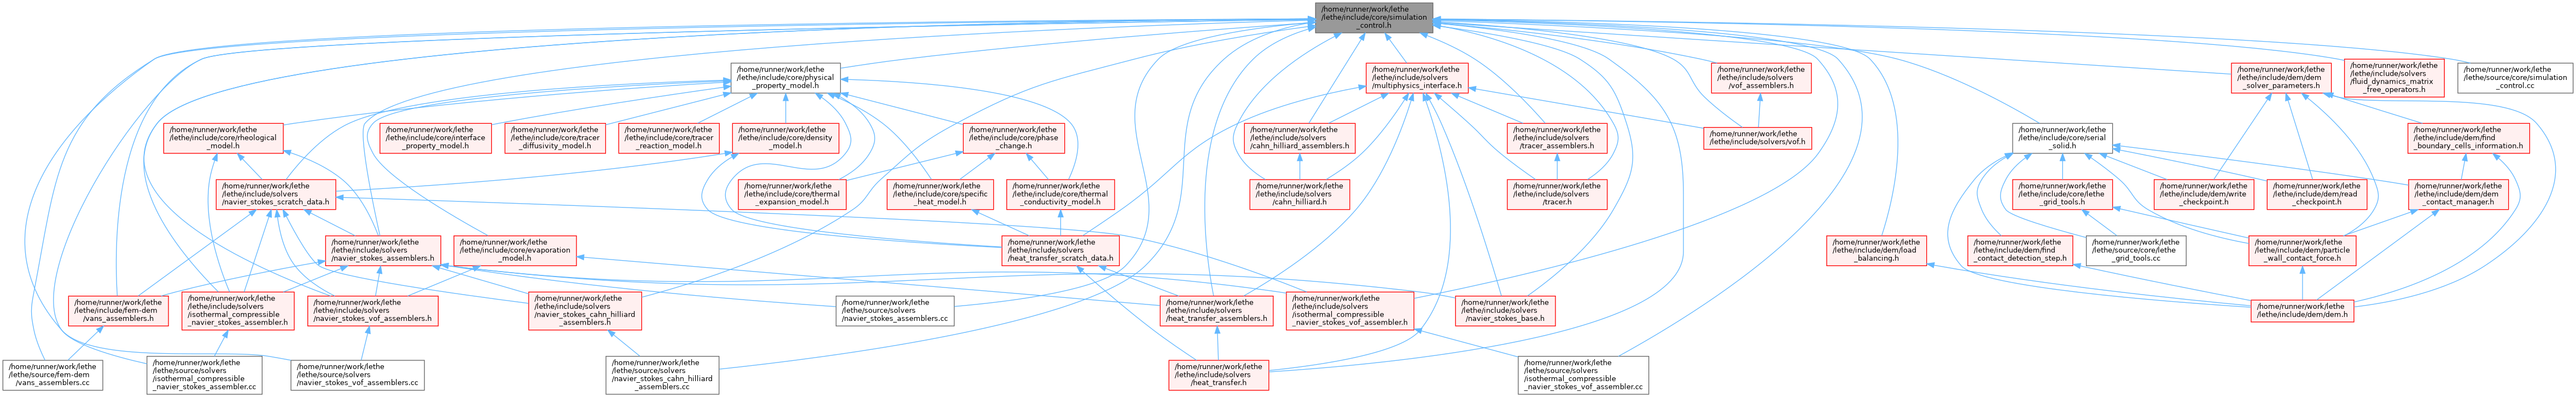 /home/runner/work/lethe
/lethe/include/core/simulation
_control.h
/home/runner/work/lethe
/lethe/include/core/physical
_property_model.h
/home/runner/work/lethe
/lethe/include/solvers
/multiphysics_interface.h
/home/runner/work/lethe
/lethe/include/solvers
/vof_assemblers.h
/home/runner/work/lethe
/lethe/include/dem/dem
_solver_parameters.h
/home/runner/work/lethe
/lethe/include/solvers
/fluid_dynamics_matrix
_free_operators.h
/home/runner/work/lethe
/lethe/source/core/simulation
_control.cc
/home/runner/work/lethe
/lethe/include/core/rheological
_model.h
/home/runner/work/lethe
/lethe/include/core/interface
_property_model.h
/home/runner/work/lethe
/lethe/include/core/tracer
_diffusivity_model.h
/home/runner/work/lethe
/lethe/include/core/tracer
_reaction_model.h
/home/runner/work/lethe
/lethe/include/core/density
_model.h
/home/runner/work/lethe
/lethe/include/core/phase
_change.h
/home/runner/work/lethe
/lethe/include/solvers
/cahn_hilliard_assemblers.h
/home/runner/work/lethe
/lethe/include/solvers
/tracer_assemblers.h
/home/runner/work/lethe
/lethe/include/solvers/vof.h
/home/runner/work/lethe
/lethe/include/core/serial
_solid.h
/home/runner/work/lethe
/lethe/include/dem/find
_boundary_cells_information.h
/home/runner/work/lethe
/lethe/include/solvers
/navier_stokes_scratch_data.h
/home/runner/work/lethe
/lethe/include/core/thermal
_expansion_model.h
/home/runner/work/lethe
/lethe/include/core/specific
_heat_model.h
/home/runner/work/lethe
/lethe/include/core/thermal
_conductivity_model.h
/home/runner/work/lethe
/lethe/include/solvers
/cahn_hilliard.h
/home/runner/work/lethe
/lethe/include/solvers
/tracer.h
/home/runner/work/lethe
/lethe/include/core/lethe
_grid_tools.h
/home/runner/work/lethe
/lethe/include/dem/write
_checkpoint.h
/home/runner/work/lethe
/lethe/include/dem/read
_checkpoint.h
/home/runner/work/lethe
/lethe/include/dem/dem
_contact_manager.h
/home/runner/work/lethe
/lethe/include/solvers
/navier_stokes_assemblers.h
/home/runner/work/lethe
/lethe/include/core/evaporation
_model.h
/home/runner/work/lethe
/lethe/include/solvers
/heat_transfer_scratch_data.h
/home/runner/work/lethe
/lethe/include/dem/load
_balancing.h
/home/runner/work/lethe
/lethe/include/dem/find
_contact_detection_step.h
/home/runner/work/lethe
/lethe/source/core/lethe
_grid_tools.cc
/home/runner/work/lethe
/lethe/include/dem/particle
_wall_contact_force.h
/home/runner/work/lethe
/lethe/include/fem-dem
/vans_assemblers.h
/home/runner/work/lethe
/lethe/include/solvers
/isothermal_compressible
_navier_stokes_assembler.h
/home/runner/work/lethe
/lethe/include/solvers
/navier_stokes_vof_assemblers.h
/home/runner/work/lethe
/lethe/include/solvers
/navier_stokes_cahn_hilliard
_assemblers.h
/home/runner/work/lethe
/lethe/source/solvers
/navier_stokes_assemblers.cc
/home/runner/work/lethe
/lethe/include/solvers
/heat_transfer_assemblers.h
/home/runner/work/lethe
/lethe/include/solvers
/isothermal_compressible
_navier_stokes_vof_assembler.h
/home/runner/work/lethe
/lethe/include/solvers
/navier_stokes_base.h
/home/runner/work/lethe
/lethe/include/dem/dem.h
/home/runner/work/lethe
/lethe/source/fem-dem
/vans_assemblers.cc
/home/runner/work/lethe
/lethe/source/solvers
/isothermal_compressible
_navier_stokes_assembler.cc
/home/runner/work/lethe
/lethe/source/solvers
/navier_stokes_vof_assemblers.cc
/home/runner/work/lethe
/lethe/source/solvers
/navier_stokes_cahn_hilliard
_assemblers.cc
/home/runner/work/lethe
/lethe/include/solvers
/heat_transfer.h
/home/runner/work/lethe
/lethe/source/solvers
/isothermal_compressible
_navier_stokes_vof_assembler.cc